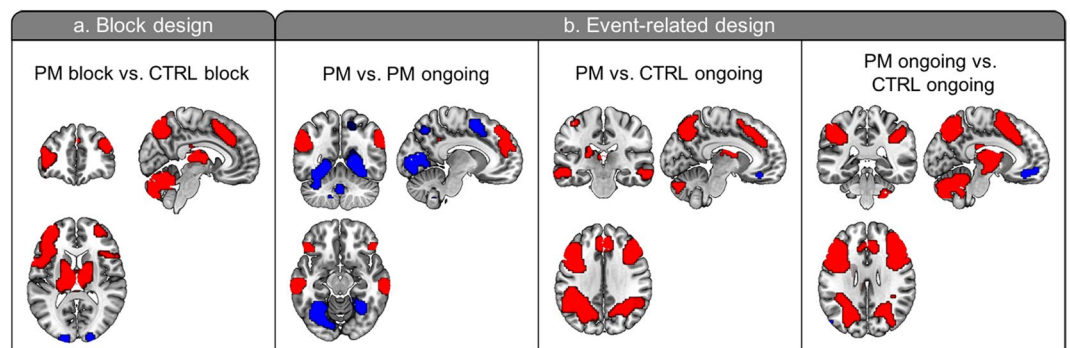 a. Block design
b. Event-related design
PM block vs. CTRL block
PM vs. PM ongoing
PM vs. CTRL ongoing
PM ongoing vs.
CTRL ongoing